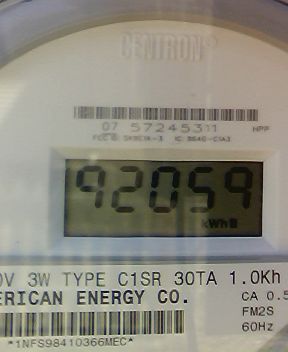 CENTRON®
07 57245311
HPP
92059
kWh
0V 3W TYPE C1SR 30TA 1.0Kh
ERICAN ENERGY CO.
CA 0.5
FM2S
60Hz
*1NFS98410366MEC*